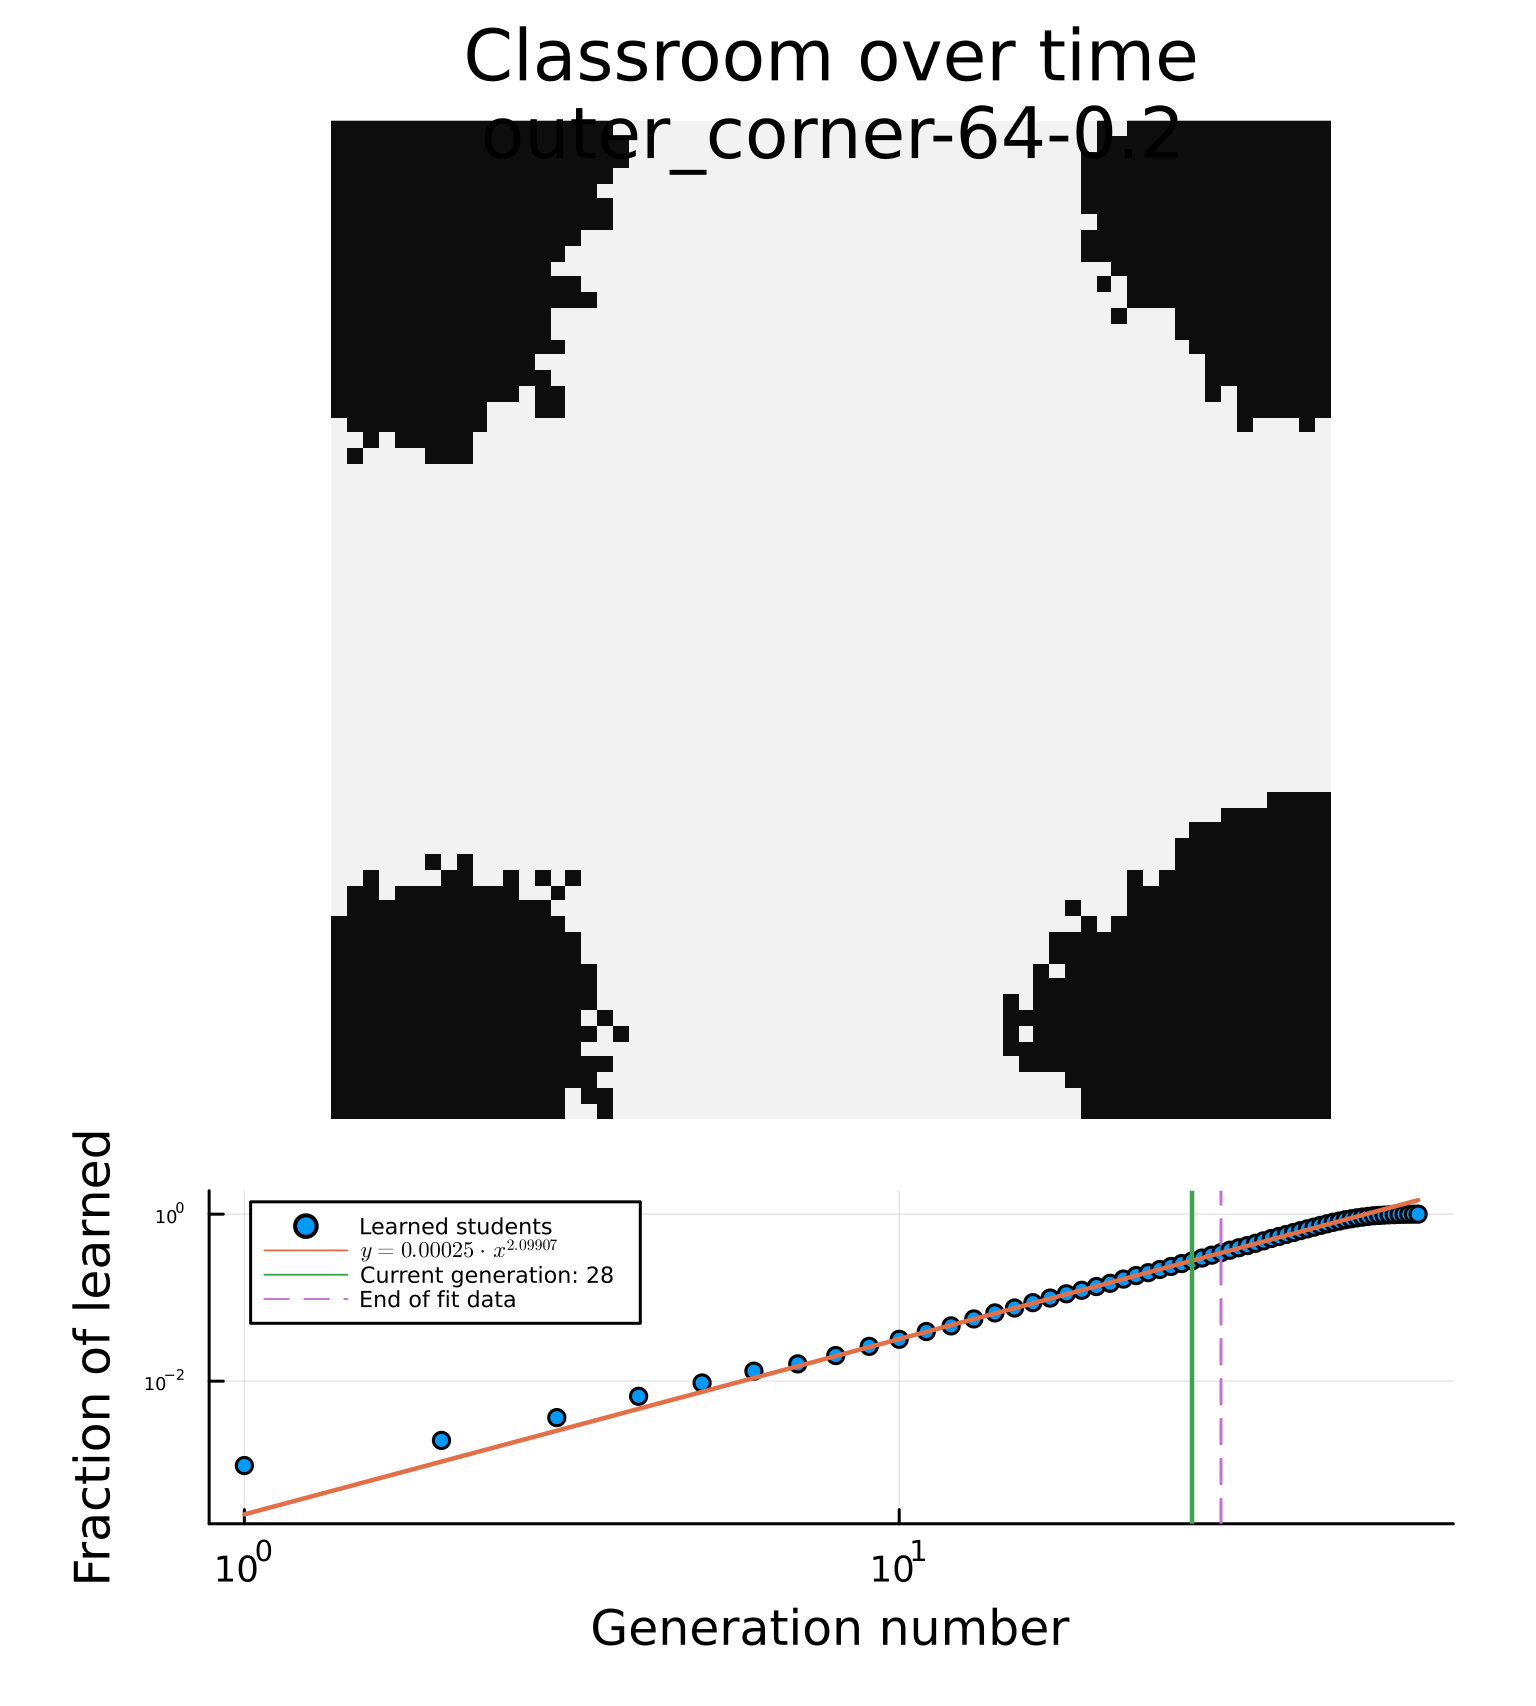 Classroom over time
outer_corner-64-0.2
Fraction of learned
10^0
10^−2
Learned students
y = 0.00025 · x^2.09907
Current generation: 28
End of fit data
10^0
10^1
Generation number